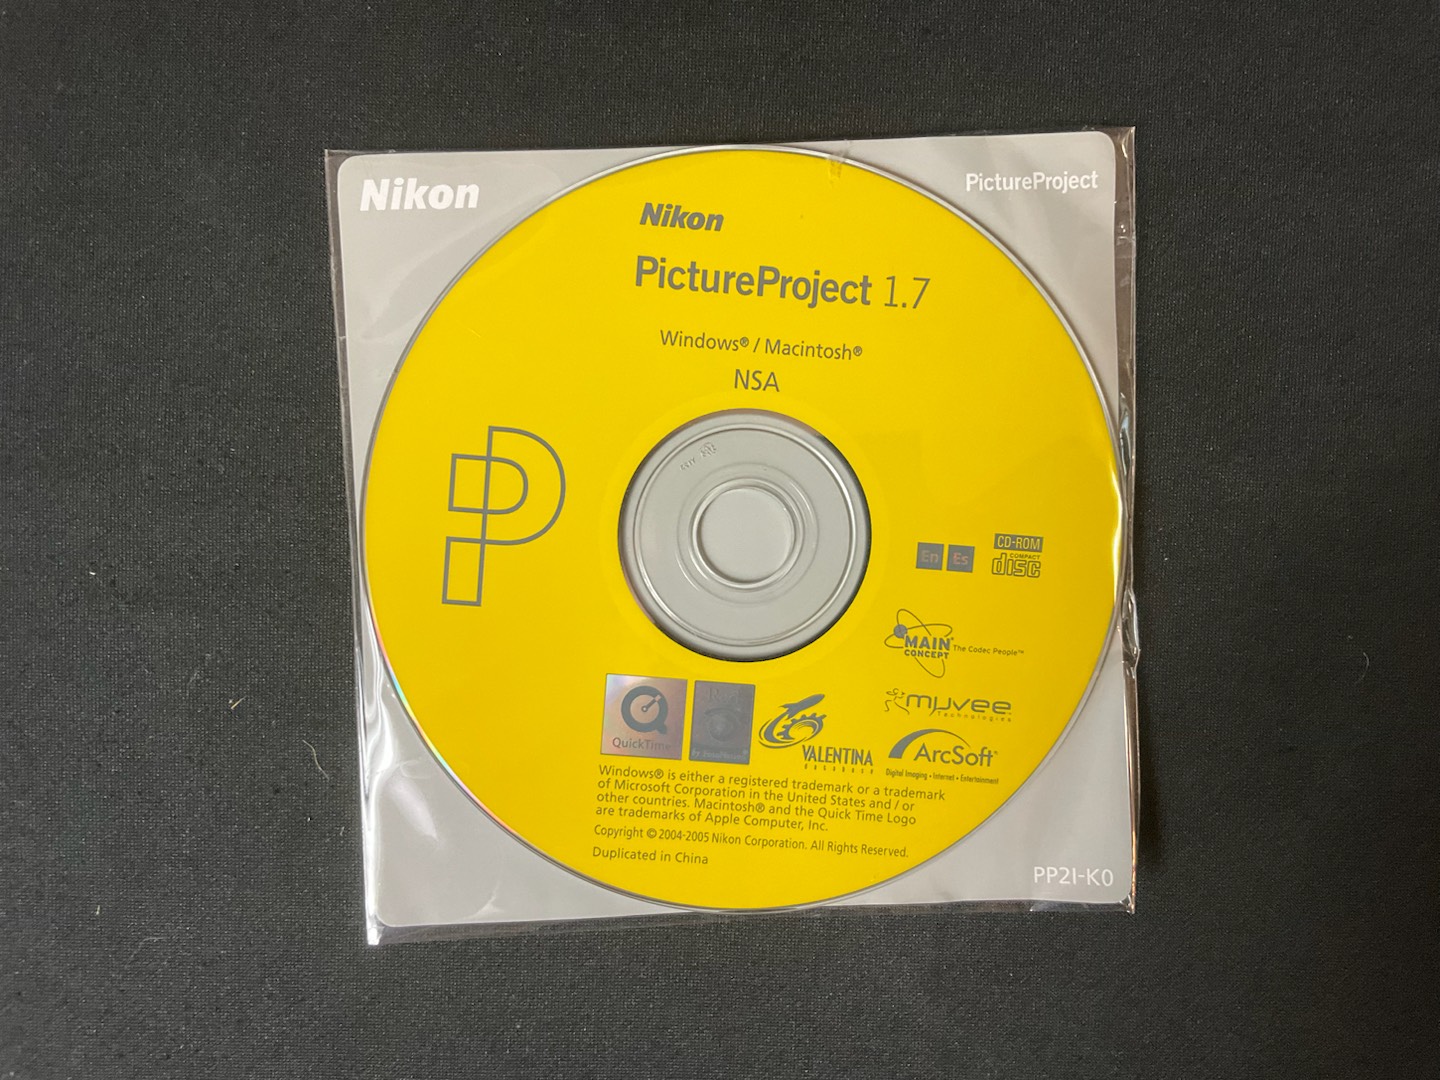 Nikon
PictureProject
Nikon
PictureProject 1.7
Windows® / Macintosh®
NSA
En Es
CD-ROM
COMPACT
disc
MAIN
CONCEPT
The Codec People™
muvee
Technologies
QuickTime
VALENTINA
DATABASE
ArcSoft®
Digital Imaging • Internet • Entertainment
Windows® is either a registered trademark or a trademark
of Microsoft Corporation in the United States and / or
other countries. Macintosh® and the Quick Time Logo
are trademarks of Apple Computer, Inc.
Copyright © 2004-2005 Nikon Corporation. All Rights Reserved.
Duplicated in China
PP2I-K0